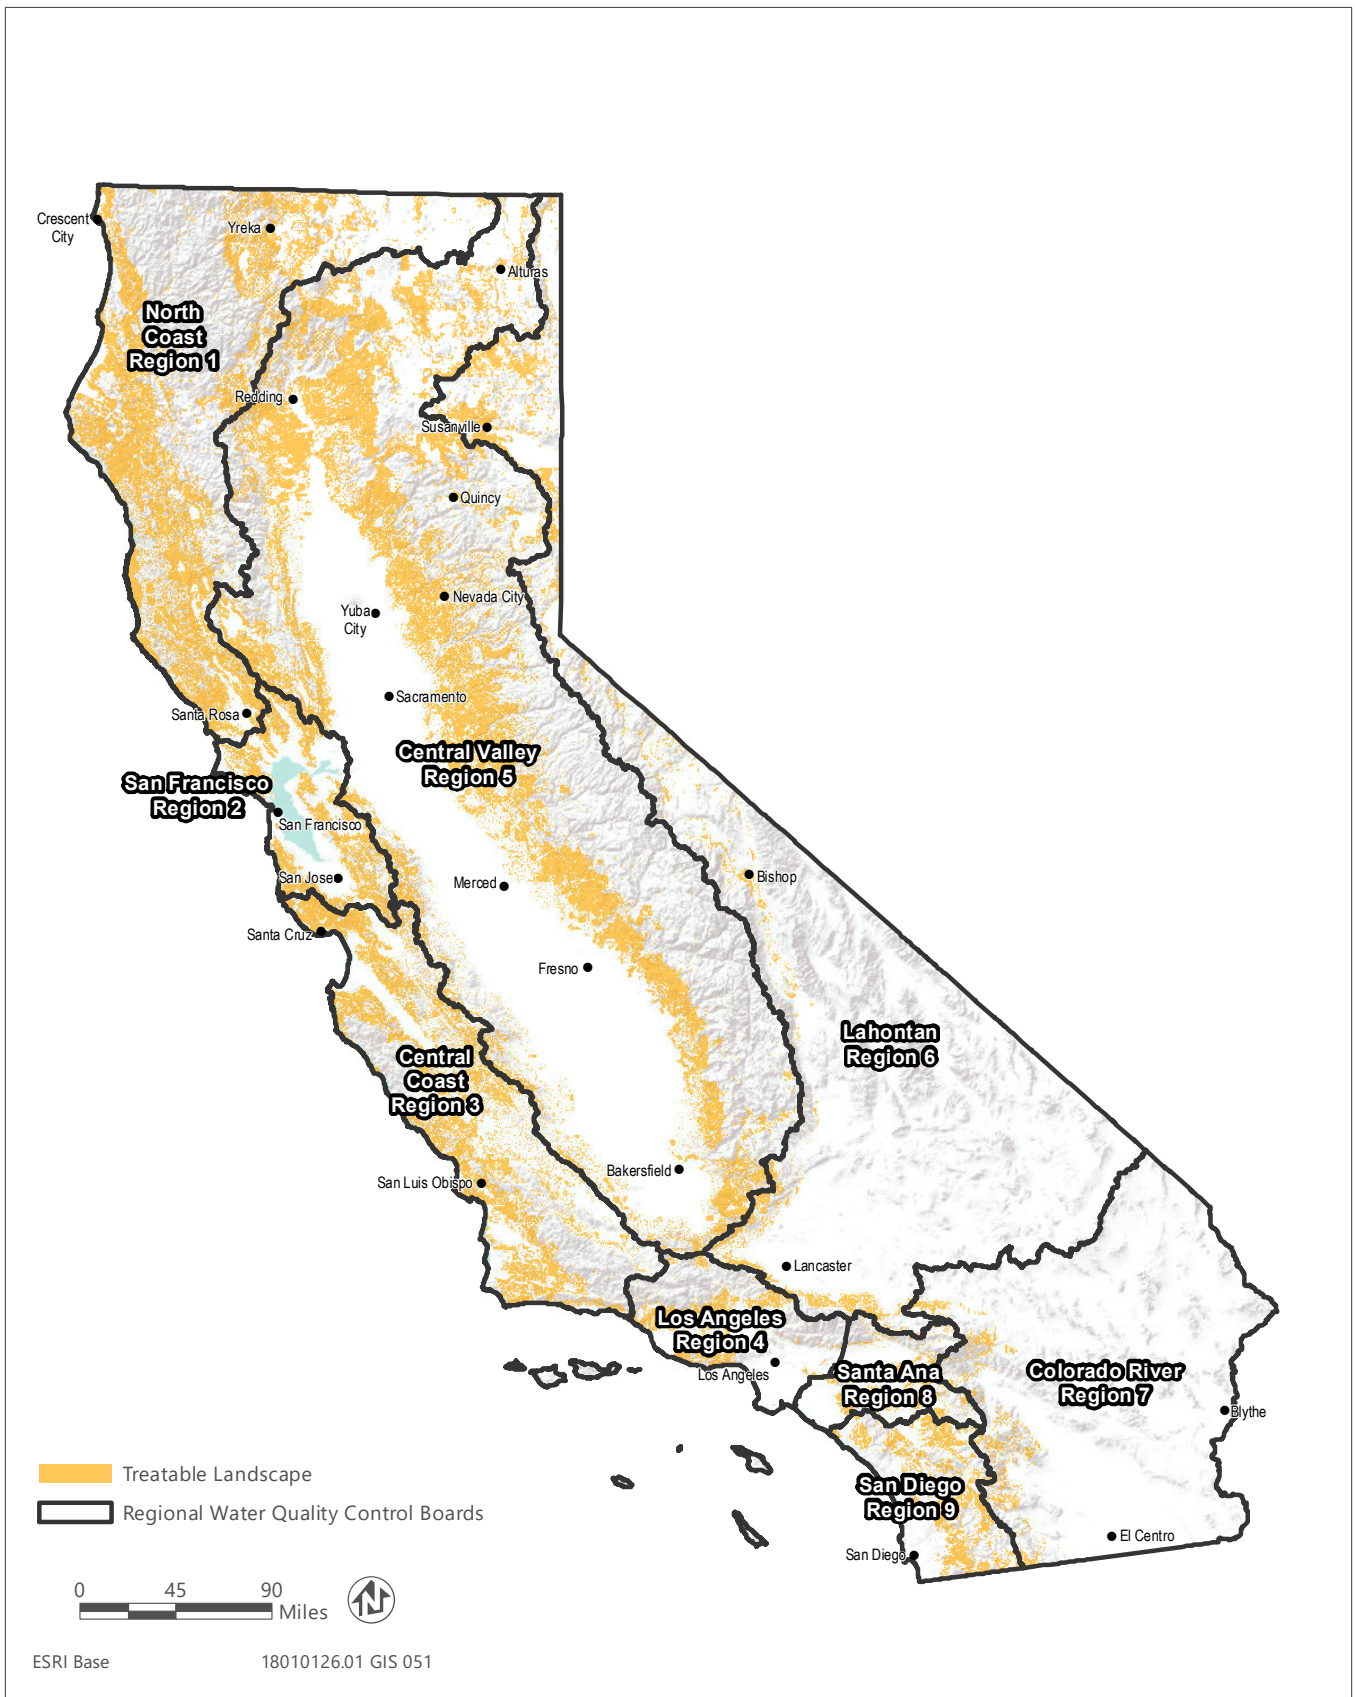 Crescent
City
Yreka
Alturas
North
Coast
Region 1
Redding
Susanville
Quincy
Nevada City
Yuba
City
Sacramento
Santa Rosa
Central Valley
Region 5
San Francisco
Region 2
San Francisco
San Jose
Merced
Bishop
Santa Cruz
Fresno
Lahontan
Region 6
Central
Coast
Region 3
Bakersfield
San Luis Obispo
Lancaster
Los Angeles
Region 4
Los Angeles
Santa Ana
Region 8
Colorado River
Region 7
Blythe
San Diego
Region 9
El Centro
San Diego
Treatable Landscape
Regional Water Quality Control Boards
0 45 90
Miles
N
ESRI Base 18010126.01 GIS 051